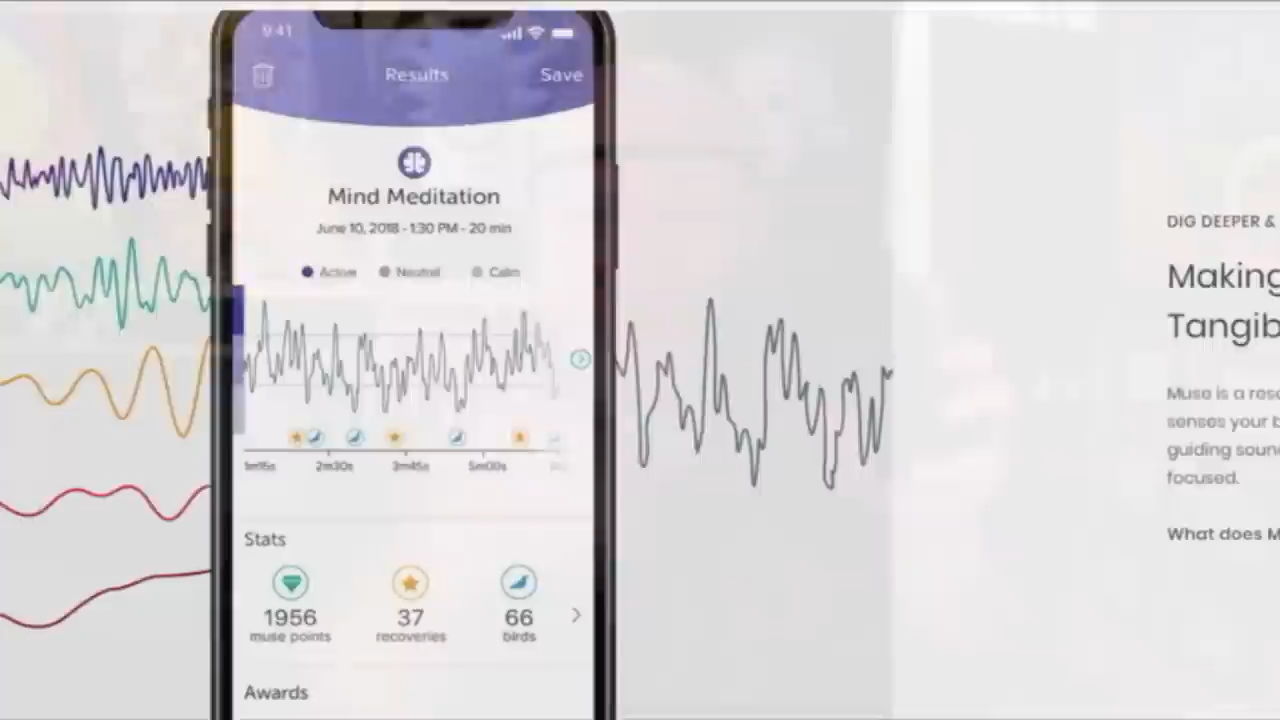 9:41
Results
Save
Mind Meditation
June 10, 2018 - 1:30 PM - 20 min
Active
Neutral
Calm
1m15s
2m30s
3m45s
5m00s
Stats
1956
37
66
muse points
recoveries
birds
Awards
DIG DEEPER &
Making
Tangib
Muse is a rese
senses your b
guiding soun
focused.
What does M